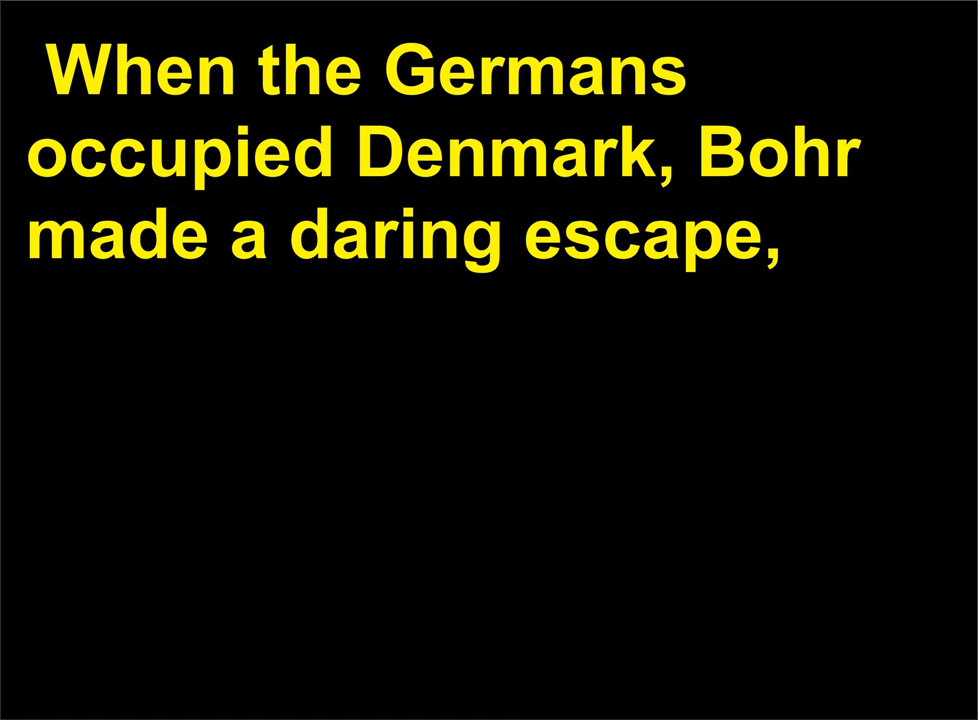 When the Germans
occupied Denmark, Bohr
made a daring escape,